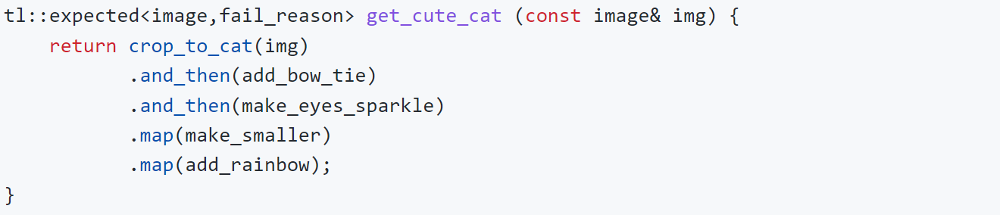 tl::expected<image,fail_reason> get_cute_cat (const image& img) {
    return crop_to_cat(img)
           .and_then(add_bow_tie)
           .and_then(make_eyes_sparkle)
           .map(make_smaller)
           .map(add_rainbow);
}